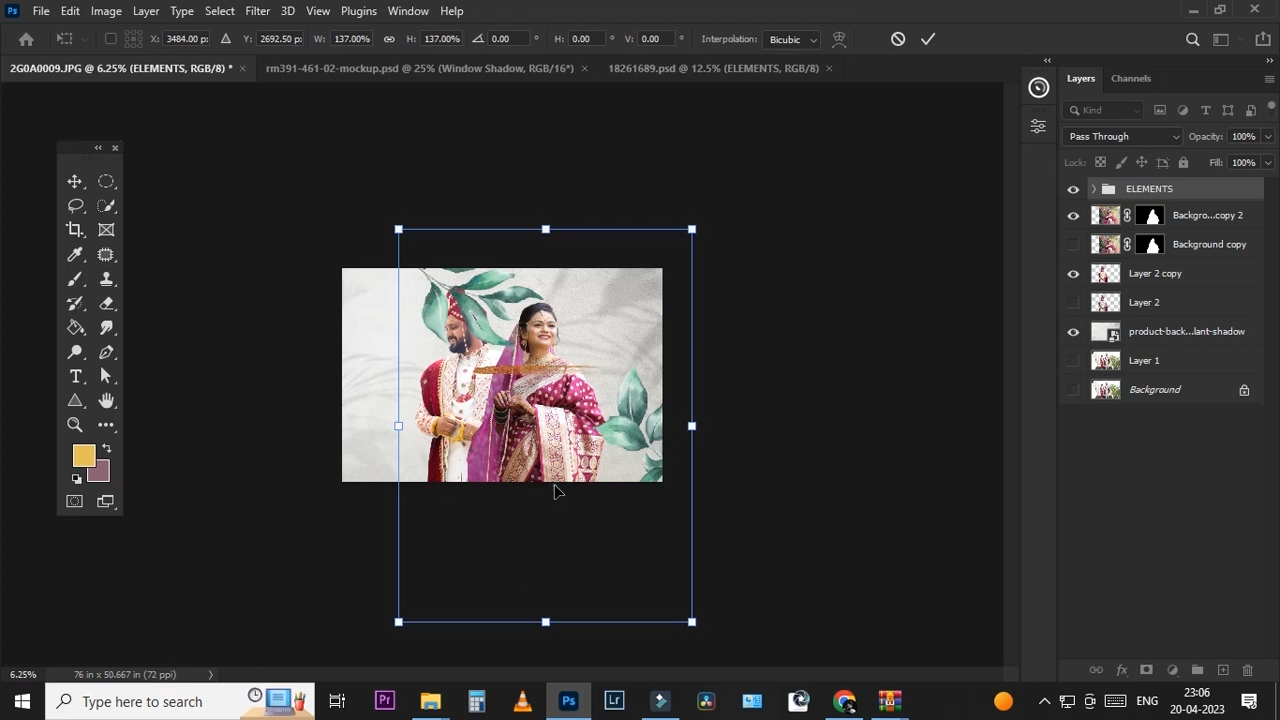 Ps File Edit Image Layer Type Select Filter 3D View Plugins Window Help
X: 3484.00 p: Y: 2692.50 p: W: 137.00% H: 137.00% 0.00 ° H: 0.00 ° V: 0.00 ° Interpolation: Bicubic
2G0A0009.JPG @ 6.25% (ELEMENTS, RGB/8) * × rm391-461-02-mockup.psd @ 25% (Window Shadow, RGB/16*) × 18261689.psd @ 12.5% (ELEMENTS, RGB/8) ×
Layers Channels
Kind
Pass Through Opacity: 100%
Lock: Fill: 100%
ELEMENTS
Backgro...copy 2
Background copy
Layer 2 copy
Layer 2
product-back...lant-shadow
Layer 1
Background
6.25% 76 in x 50.667 in (72 ppi)
Type here to search
Pr
Ps
Lr
ENG
23:06
20-04-2023